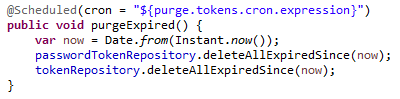 @Scheduled(cron = "${purge.tokens.cron.expression}")
public void purgeExpired() {
    var now = Date.from(Instant.now());
    passwordTokenRepository.deleteAllExpiredSince(now);
    tokenRepository.deleteAllExpiredSince(now);
}